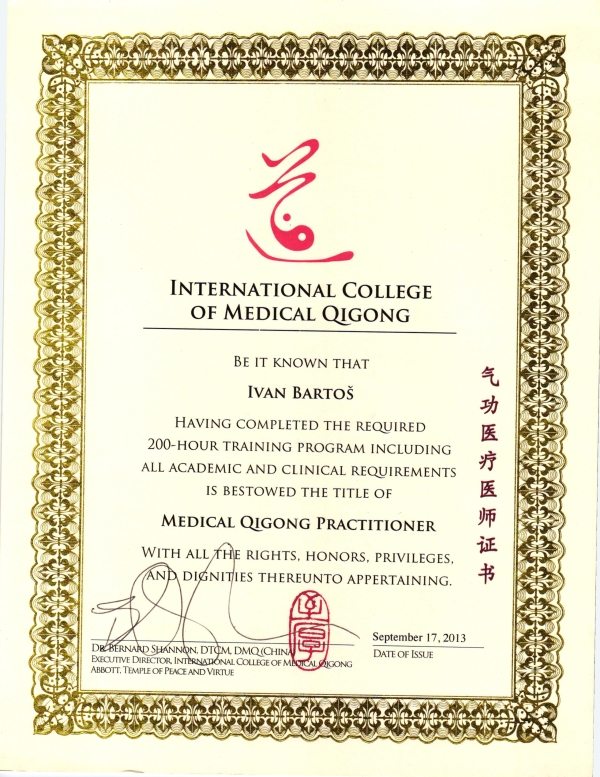 INTERNATIONAL COLLEGE
OF MEDICAL QIGONG
BE IT KNOWN THAT
IVAN BARTOŠ
HAVING COMPLETED THE REQUIRED
200-HOUR TRAINING PROGRAM INCLUDING
ALL ACADEMIC AND CLINICAL REQUIREMENTS
IS BESTOWED THE TITLE OF
MEDICAL QIGONG PRACTITIONER
WITH ALL THE RIGHTS, HONORS, PRIVILEGES,
AND DIGNITIES THEREUNTO APPERTAINING.
气功医疗医师证书
September 17, 2013
DATE OF ISSUE
DR. BERNARD SHANNON, DTCM, DMQ (CHINA)
EXECUTIVE DIRECTOR, INTERNATIONAL COLLEGE OF MEDICAL QIGONG
ABBOTT, TEMPLE OF PEACE AND VIRTUE